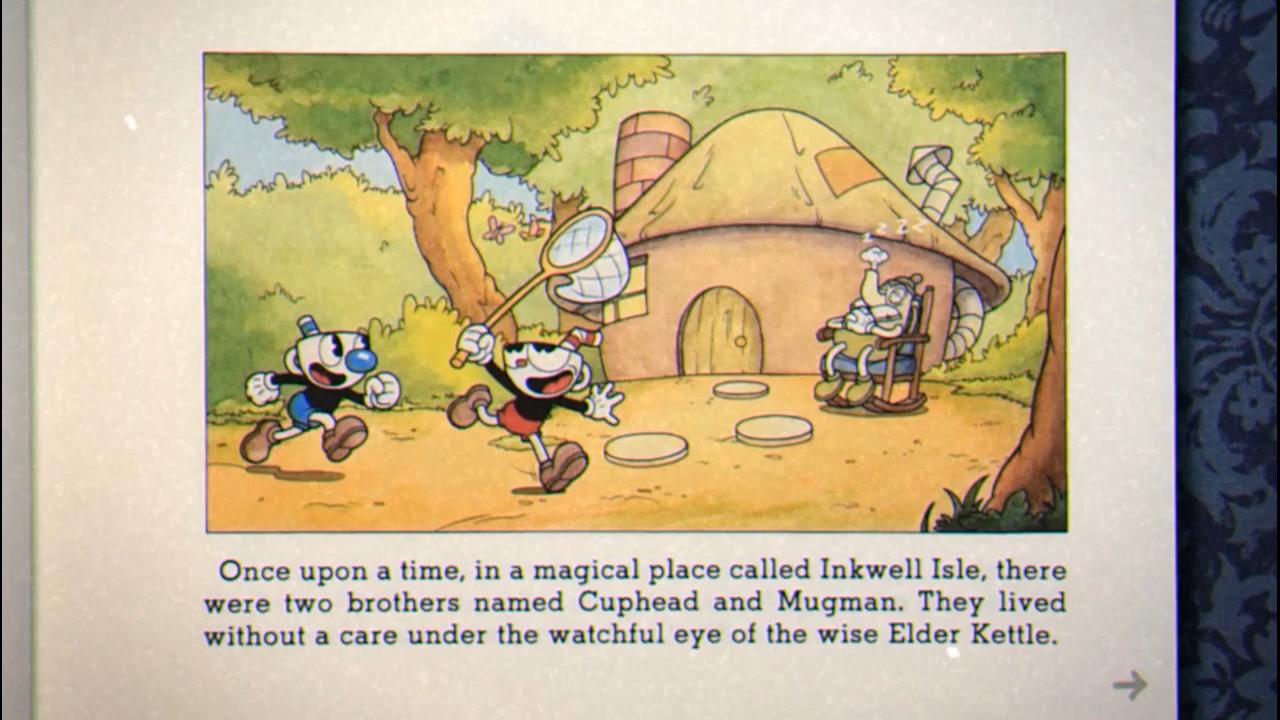 z z z z
Once upon a time, in a magical place called Inkwell Isle, there
were two brothers named Cuphead and Mugman. They lived
without a care under the watchful eye of the wise Elder Kettle.